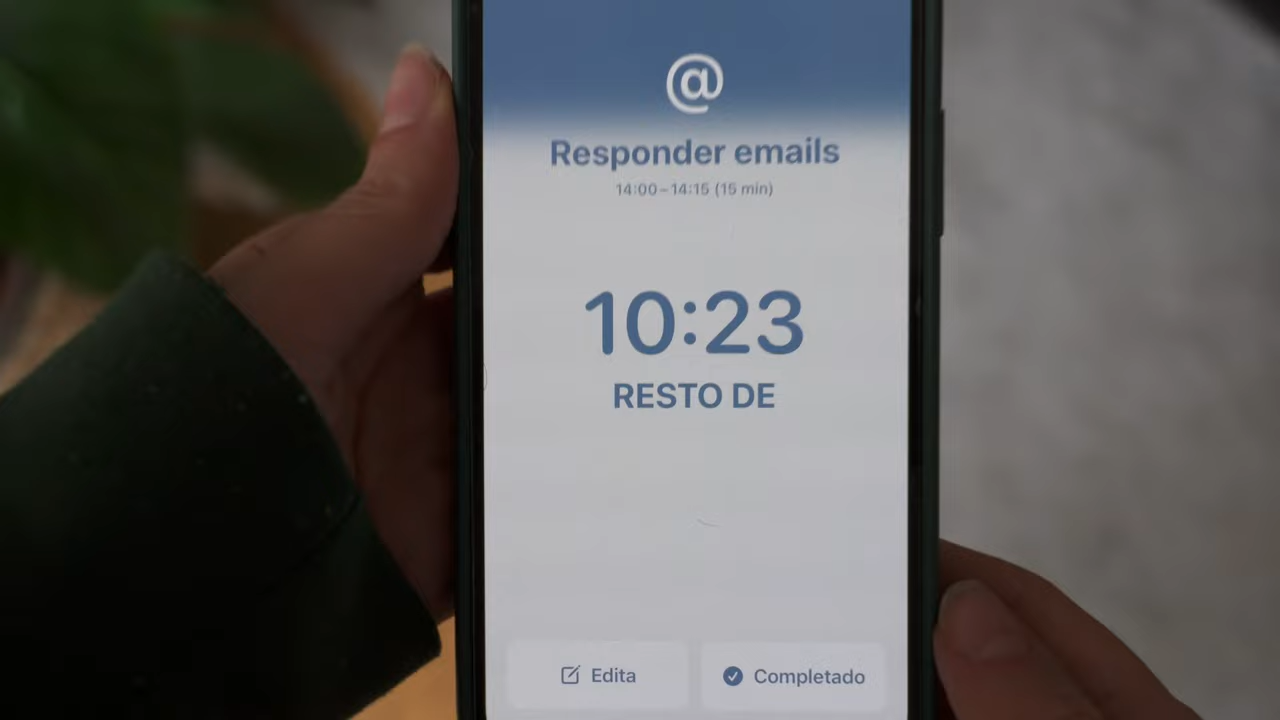 @
Responder emails
14:00–14:15 (15 min)
10:23
RESTO DE
Edita
Completado